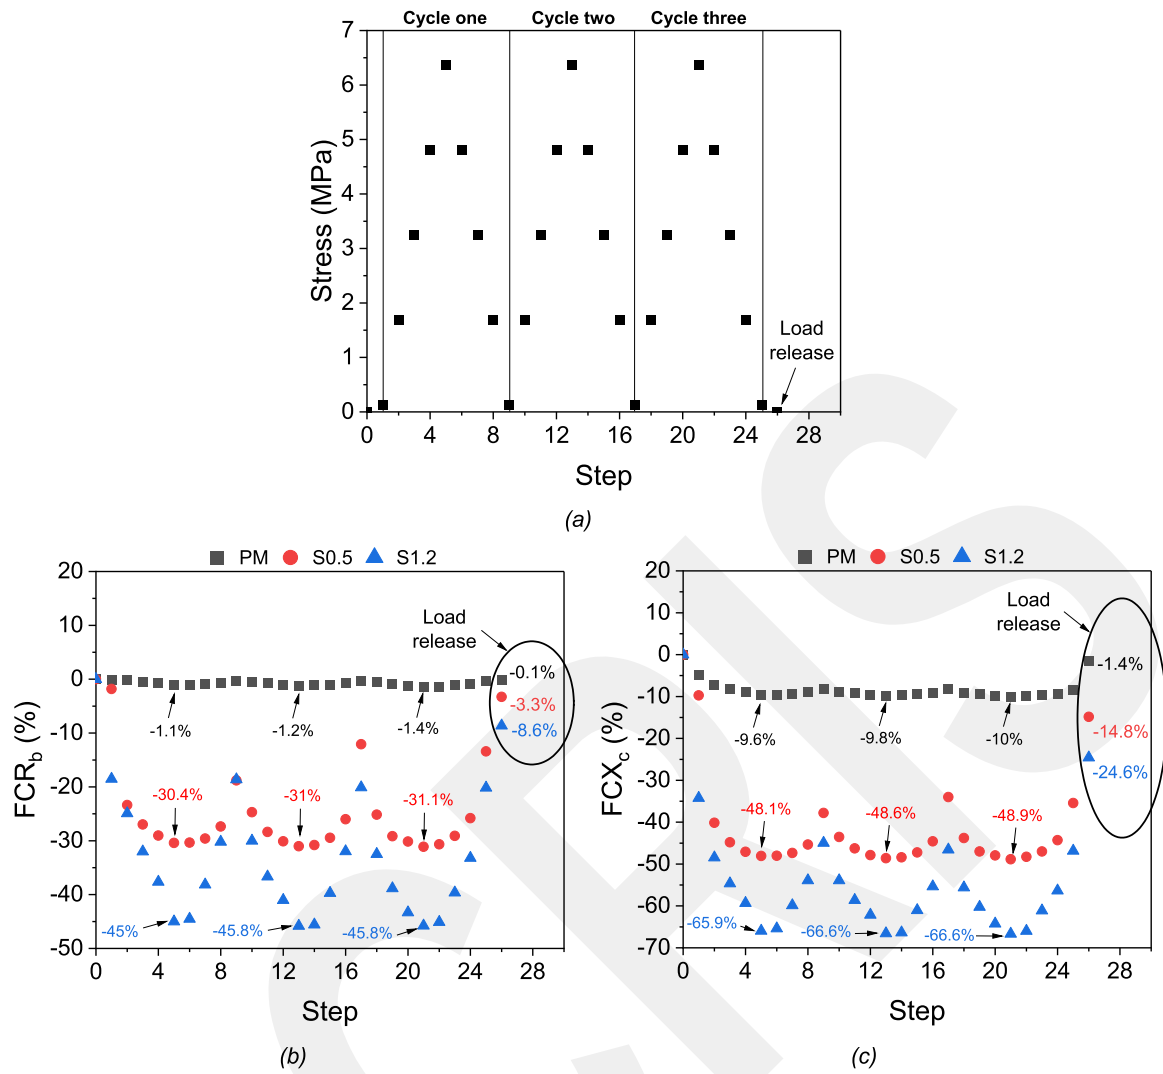 Cycle one Cycle two Cycle three
7
6
5
4
3
2
1
0
Stress (MPa)
Load
release
0 4 8 12 16 20 24 28
Step
(a)
PM S0.5 S1.2
20
10
0
-10
-20
-30
-40
-50
FCR_b (%)
Load
release
-0.1%
-3.3%
-8.6%
-1.1% -1.2% -1.4%
-30.4% -31% -31.1%
-45% -45.8% -45.8%
0 4 8 12 16 20 24 28
Step
(b)
PM S0.5 S1.2
20
10
0
-10
-20
-30
-40
-50
-60
-70
FCX_c (%)
Load
release
-1.4%
-14.8%
-24.6%
-9.6% -9.8% -10%
-48.1% -48.6% -48.9%
-65.9% -66.6% -66.6%
0 4 8 12 16 20 24 28
Step
(c)